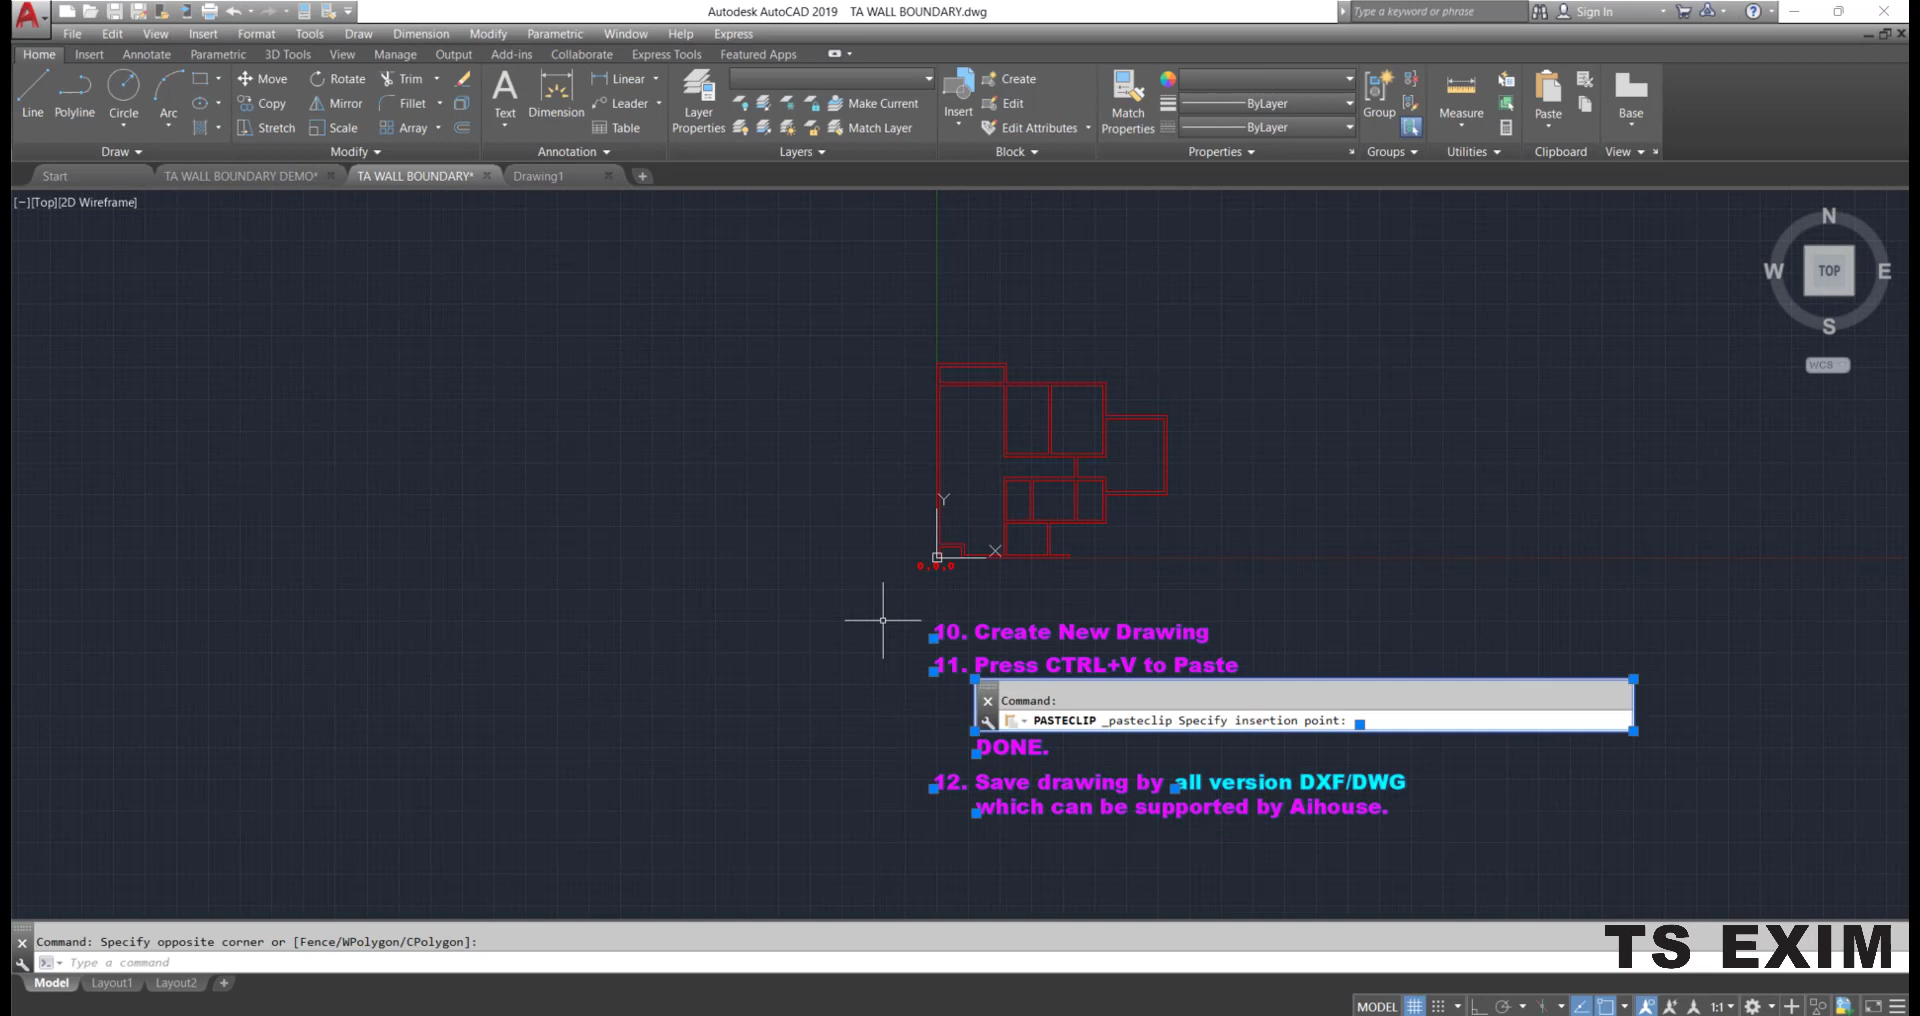 Autodesk AutoCAD 2019 TA WALL BOUNDARY.dwg
Type a keyword or phrase
Sign In
File Edit View Insert Format Tools Draw Dimension Modify Parametric Window Help Express
Home Insert Annotate Parametric 3D Tools View Manage Output Add-ins Collaborate Express Tools Featured Apps
Line Polyline Circle Arc
Move Rotate Trim
Copy Mirror Fillet
Stretch Scale Array
Text Dimension
Linear
Leader
Table
Layer Properties
Make Current
Match Layer
Insert
Create
Edit
Edit Attributes
Match Properties
ByLayer
ByLayer
Group
Measure
Paste
Base
Draw Modify Annotation Layers Block Properties Groups Utilities Clipboard View
Start TA WALL BOUNDARY DEMO* TA WALL BOUNDARY* Drawing1
[−][Top][2D Wireframe]
N
W TOP E
S
WCS
Y
X
0,0,0
10. Create New Drawing
11. Press CTRL+V to Paste
Command:
PASTECLIP _pasteclip Specify insertion point:
DONE.
12. Save drawing by all version DXF/DWG
which can be supported by Aihouse.
Command: Specify opposite corner or [Fence/WPolygon/CPolygon]:
Type a command
TS EXIM
Model Layout1 Layout2
MODEL 1:1